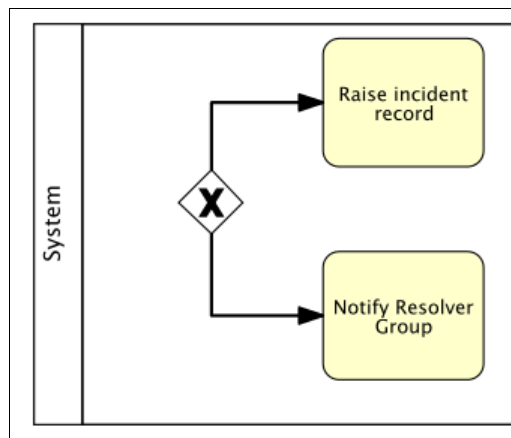 System
Raise incident
record
X
Notify Resolver
Group